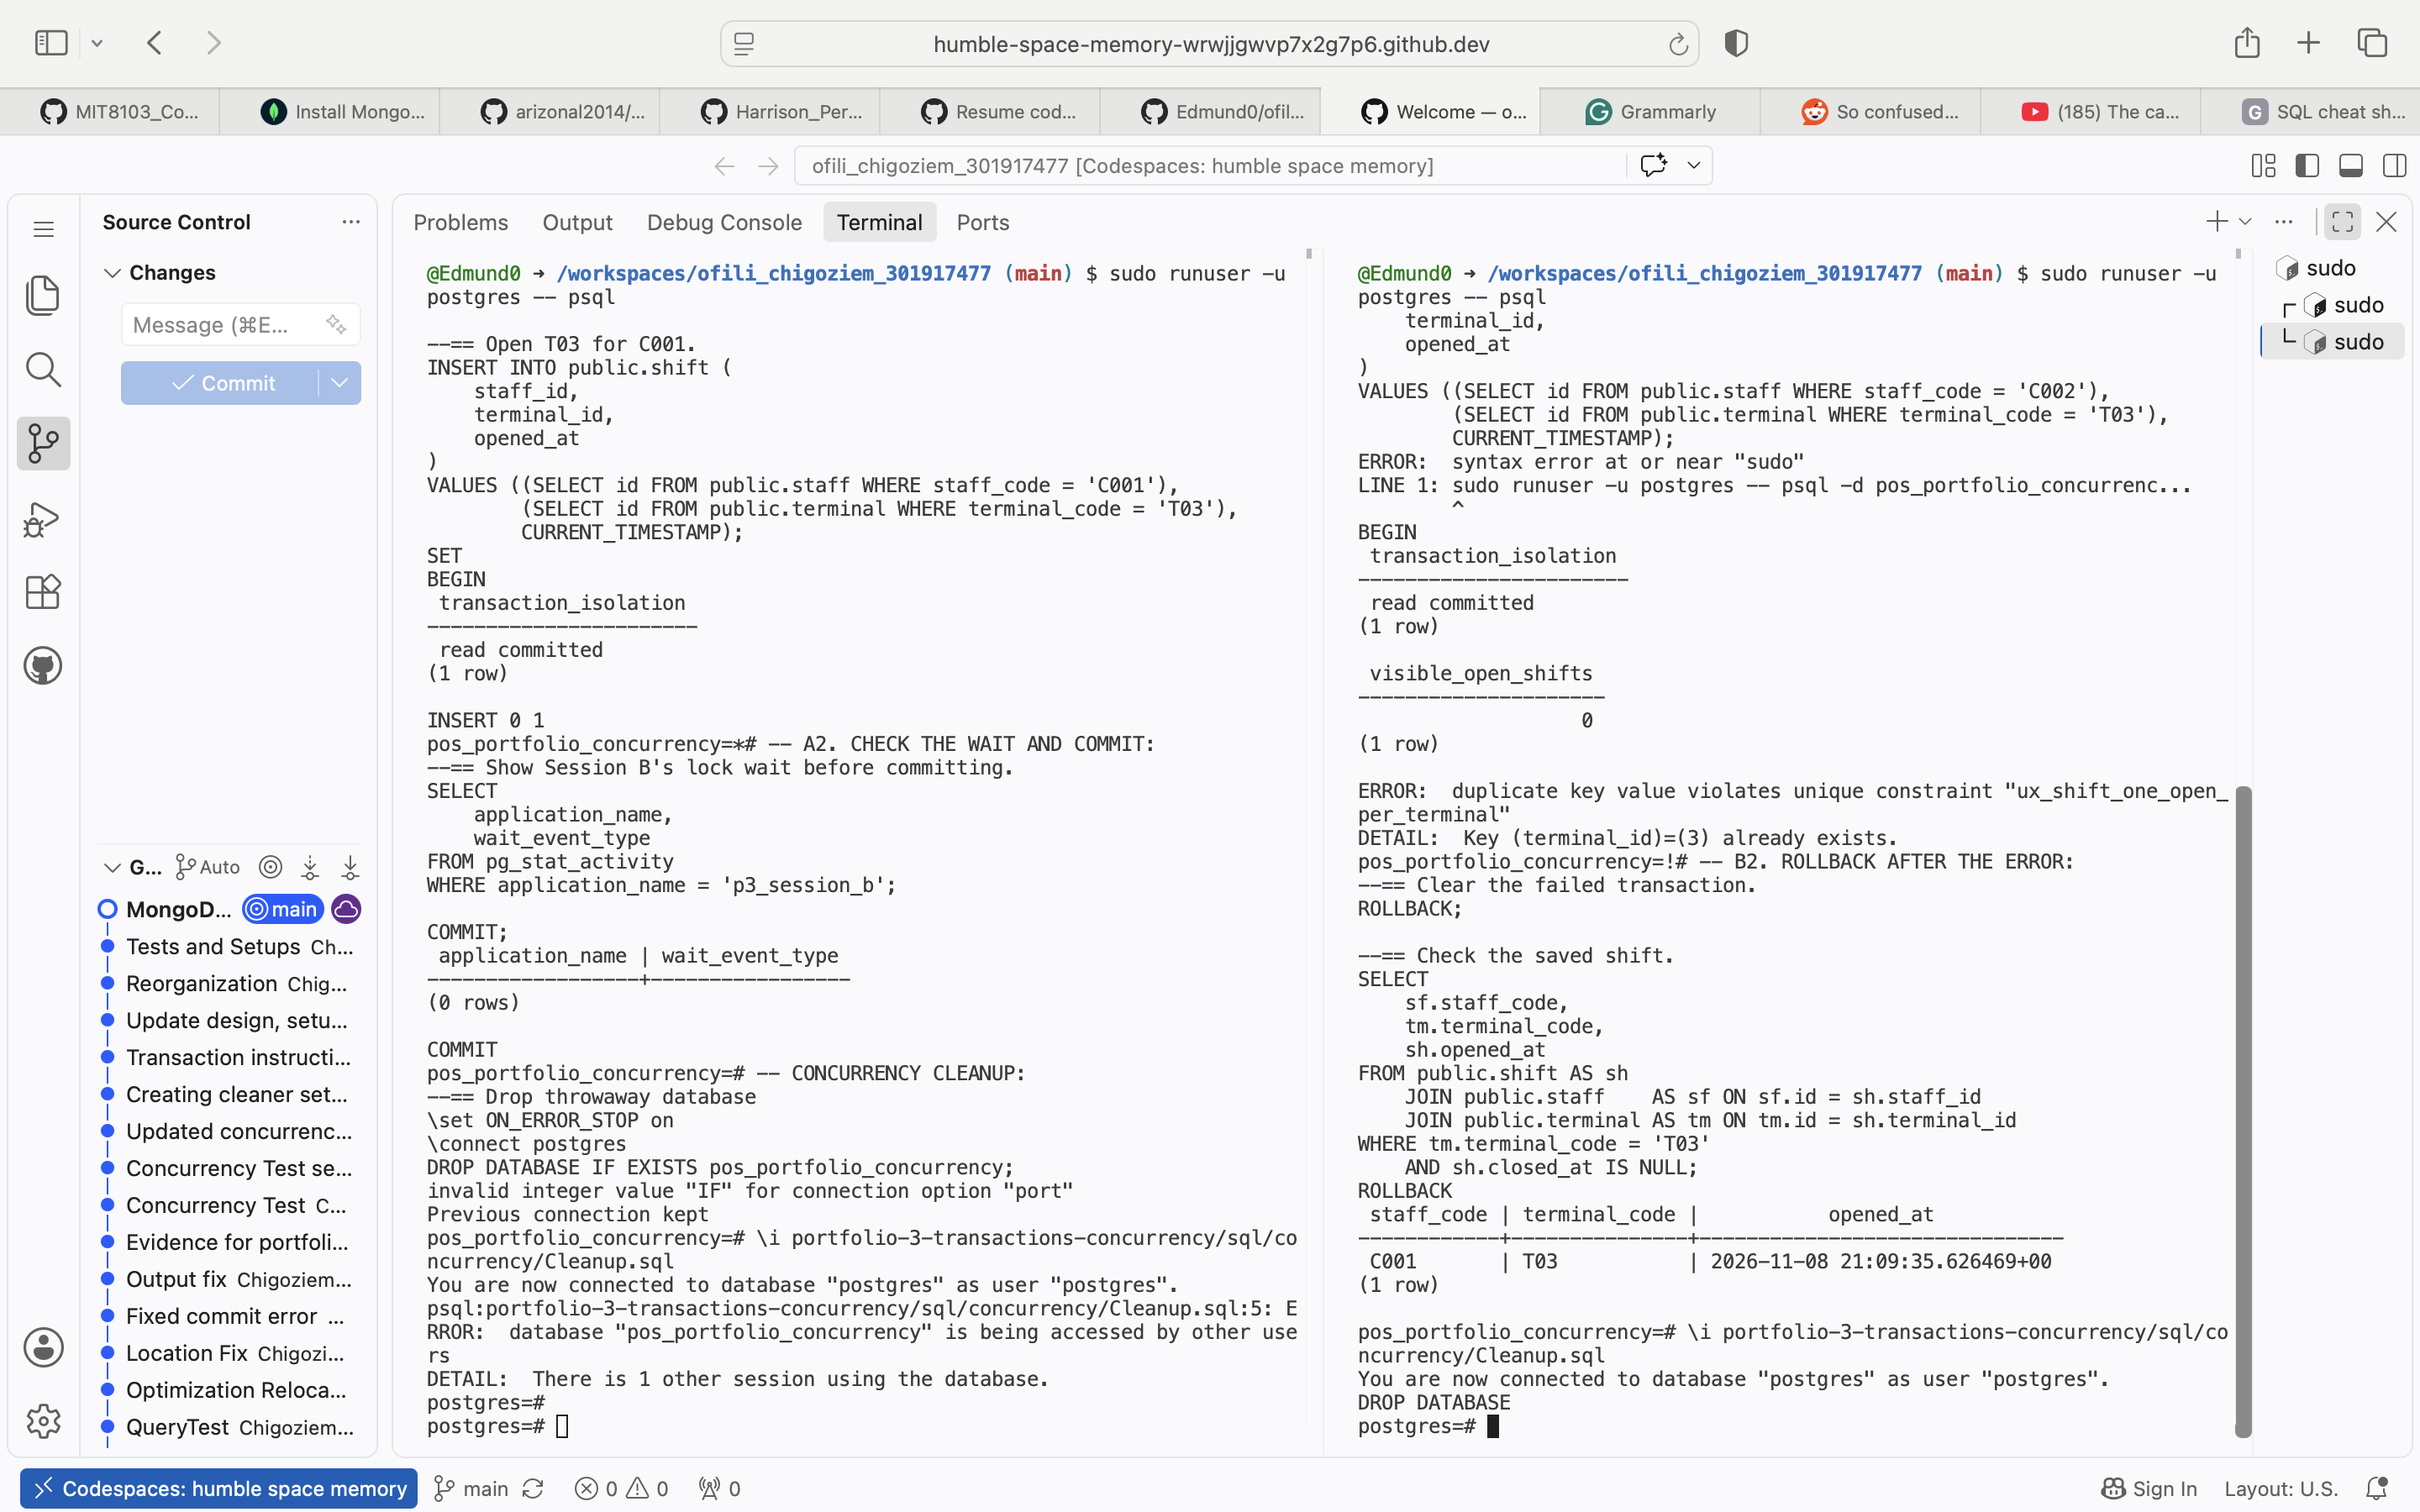 humble-space-memory-wrwjjgwvp7x2g7p6.github.dev
MIT8103_Co...
Install Mongo...
arizonal2014/...
Harrison_Per...
Resume cod...
Edmund0/ofil...
Welcome — o...
Grammarly
So confused...
(185) The ca...
G
SQL cheat sh...
ofili_chigoziem_301917477 [Codespaces: humble space memory]
Source Control
Changes
Message (⌘E...
Commit
G...
Auto
MongoD...
main
Tests and Setups Ch...
Reorganization Chig...
Update design, setu...
Transaction instructi...
Creating cleaner set...
Updated concurrenc...
Concurrency Test se...
Concurrency Test C...
Evidence for portfoli...
Output fix Chigoziem...
Fixed commit error ...
Location Fix Chigozi...
Optimization Reloca...
QueryTest Chigoziem...
Problems
Output
Debug Console
Terminal
Ports
@Edmund0 → /workspaces/ofili_chigoziem_301917477 (main) $ sudo runuser -u
postgres -- psql
--== Open T03 for C001.
INSERT INTO public.shift (
staff_id,
terminal_id,
opened_at
)
VALUES ((SELECT id FROM public.staff WHERE staff_code = 'C001'),
(SELECT id FROM public.terminal WHERE terminal_code = 'T03'),
CURRENT_TIMESTAMP);
SET
BEGIN
transaction_isolation
-----------------------
read committed
(1 row)
INSERT 0 1
pos_portfolio_concurrency=*# -- A2. CHECK THE WAIT AND COMMIT:
--== Show Session B's lock wait before committing.
SELECT
application_name,
wait_event_type
FROM pg_stat_activity
WHERE application_name = 'p3_session_b';
COMMIT;
application_name | wait_event_type
------------------+-----------------
(0 rows)
COMMIT
pos_portfolio_concurrency=# -- CONCURRENCY CLEANUP:
--== Drop throwaway database
\set ON_ERROR_STOP on
\connect postgres
DROP DATABASE IF EXISTS pos_portfolio_concurrency;
invalid integer value "IF" for connection option "port"
Previous connection kept
pos_portfolio_concurrency=# \i portfolio-3-transactions-concurrency/sql/co
ncurrency/Cleanup.sql
You are now connected to database "postgres" as user "postgres".
psql:portfolio-3-transactions-concurrency/sql/concurrency/Cleanup.sql:5: E
RROR:  database "pos_portfolio_concurrency" is being accessed by other use
rs
DETAIL:  There is 1 other session using the database.
postgres=#
postgres=#
@Edmund0 → /workspaces/ofili_chigoziem_301917477 (main) $ sudo runuser -u
postgres -- psql
terminal_id,
opened_at
)
VALUES ((SELECT id FROM public.staff WHERE staff_code = 'C002'),
(SELECT id FROM public.terminal WHERE terminal_code = 'T03'),
CURRENT_TIMESTAMP);
ERROR:  syntax error at or near "sudo"
LINE 1: sudo runuser -u postgres -- psql -d pos_portfolio_concurrenc...
^
BEGIN
transaction_isolation
-----------------------
read committed
(1 row)
visible_open_shifts
---------------------
0
(1 row)
ERROR:  duplicate key value violates unique constraint "ux_shift_one_open_
per_terminal"
DETAIL:  Key (terminal_id)=(3) already exists.
pos_portfolio_concurrency=!# -- B2. ROLLBACK AFTER THE ERROR:
--== Clear the failed transaction.
ROLLBACK;
--== Check the saved shift.
SELECT
sf.staff_code,
tm.terminal_code,
sh.opened_at
FROM public.shift AS sh
JOIN public.staff    AS sf ON sf.id = sh.staff_id
JOIN public.terminal AS tm ON tm.id = sh.terminal_id
WHERE tm.terminal_code = 'T03'
AND sh.closed_at IS NULL;
ROLLBACK
staff_code | terminal_code |           opened_at
------------+---------------+-------------------------------
C001       | T03           | 2026-11-08 21:09:35.626469+00
(1 row)
pos_portfolio_concurrency=# \i portfolio-3-transactions-concurrency/sql/co
ncurrency/Cleanup.sql
You are now connected to database "postgres" as user "postgres".
DROP DATABASE
postgres=#
sudo
sudo
sudo
Codespaces: humble space memory
main
0
0
0
Sign In
Layout: U.S.